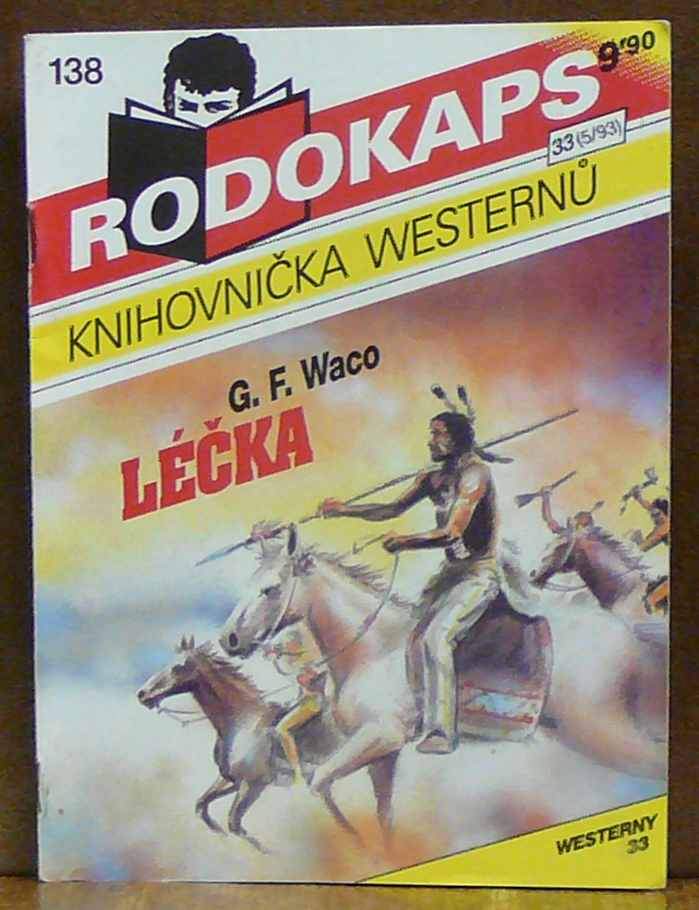 138
9'90
RODOKAPS
33 (5/93)
KNIHOVNIČKA WESTERNŮ
G. F. Waco
LÉČKA
WESTERNY
33